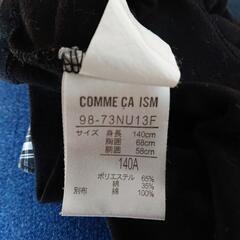 COMME ÇA ISM
98-73NU13F
サイズ 身長 140cm
胸囲 68cm
胴囲 58cm
140A
ポリエステル 65%
綿 35%
別布 綿 100%